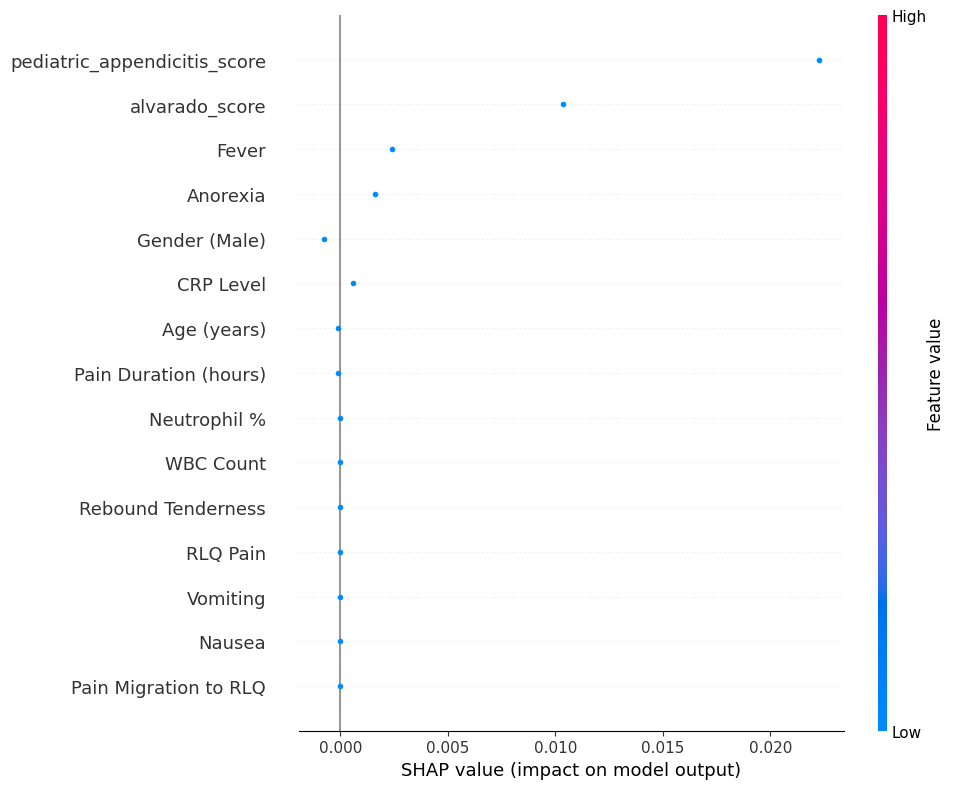 High
pediatric_appendicitis_score
alvarado_score
Fever
Anorexia
Gender (Male)
CRP Level
Age (years)
Pain Duration (hours)
Neutrophil %
WBC Count
Rebound Tenderness
RLQ Pain
Vomiting
Nausea
Pain Migration to RLQ
Feature value
Low
0.000 0.005 0.010 0.015 0.020
SHAP value (impact on model output)